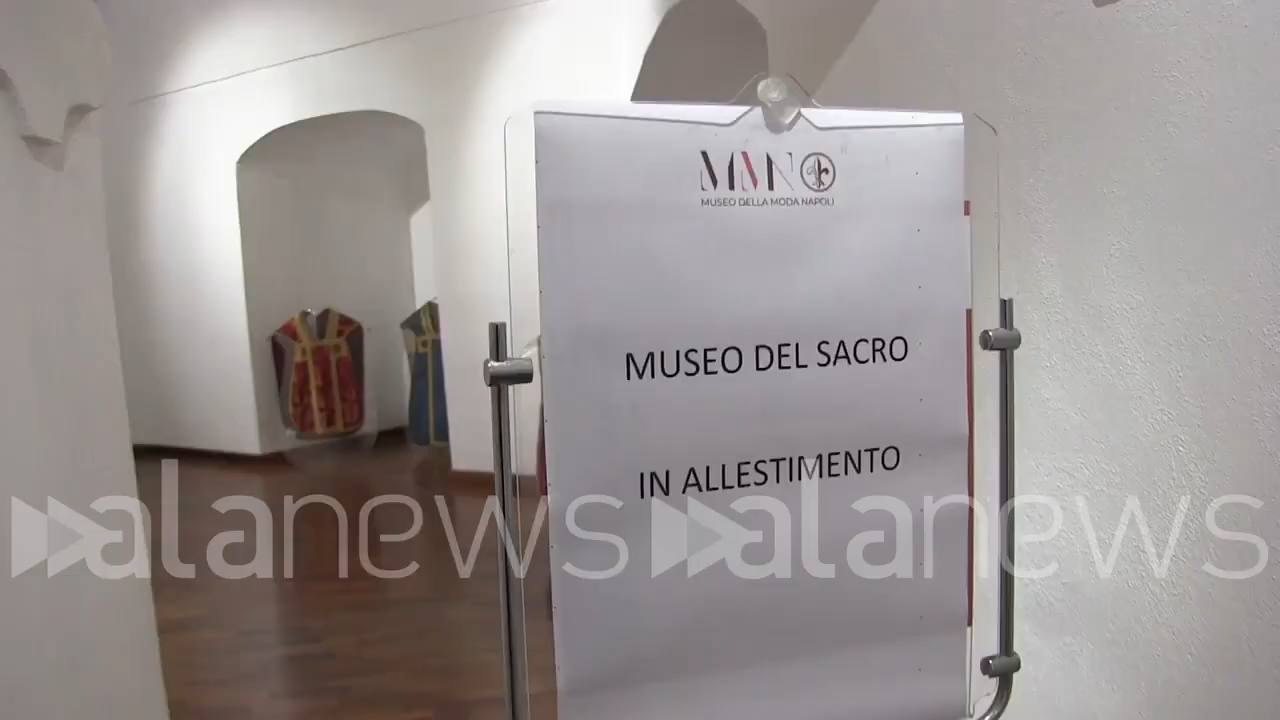 MMN
MUSEO DELLA MODA NAPOLI
MUSEO DEL SACRO
IN ALLESTIMENTO
alanews alanews